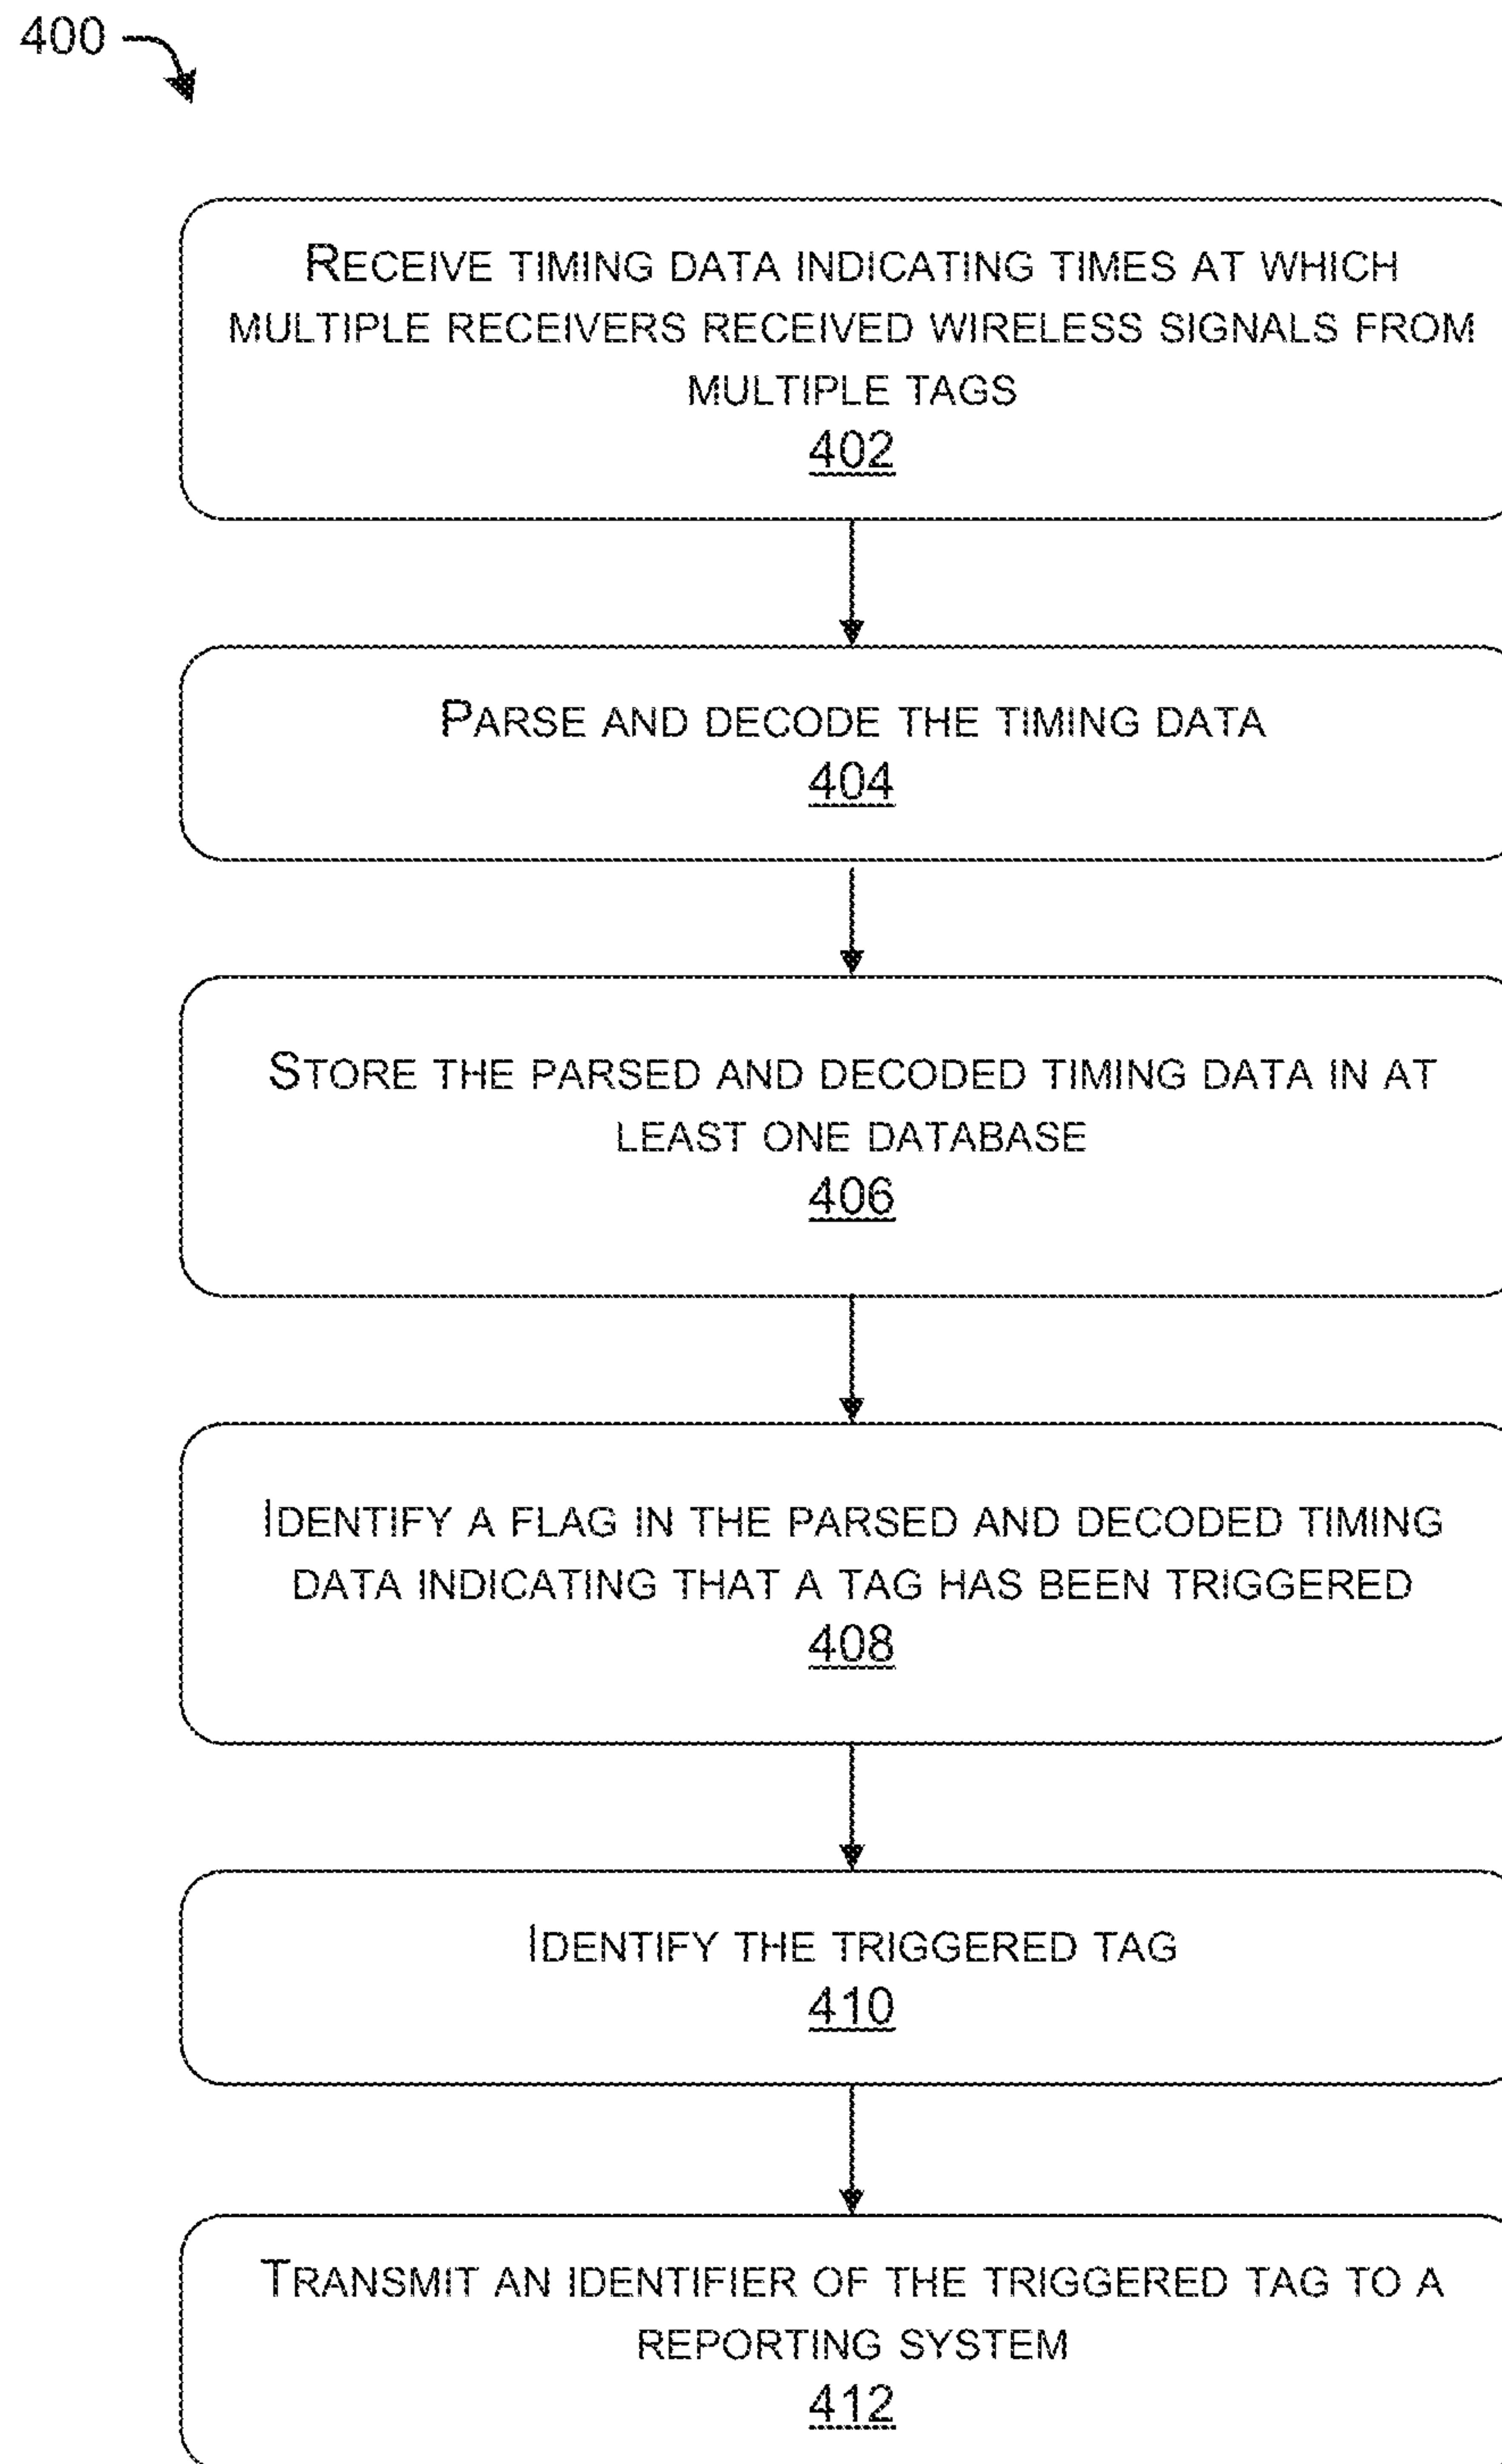 400
RECEIVE TIMING DATA INDICATING TIMES AT WHICH
MULTIPLE RECEIVERS RECEIVED WIRELESS SIGNALS FROM
MULTIPLE TAGS
402
PARSE AND DECODE THE TIMING DATA
404
STORE THE PARSED AND DECODED TIMING DATA IN AT
LEAST ONE DATABASE
406
IDENTIFY A FLAG IN THE PARSED AND DECODED TIMING
DATA INDICATING THAT A TAG HAS BEEN TRIGGERED
408
IDENTIFY THE TRIGGERED TAG
410
TRANSMIT AN IDENTIFIER OF THE TRIGGERED TAG TO A
REPORTING SYSTEM
412